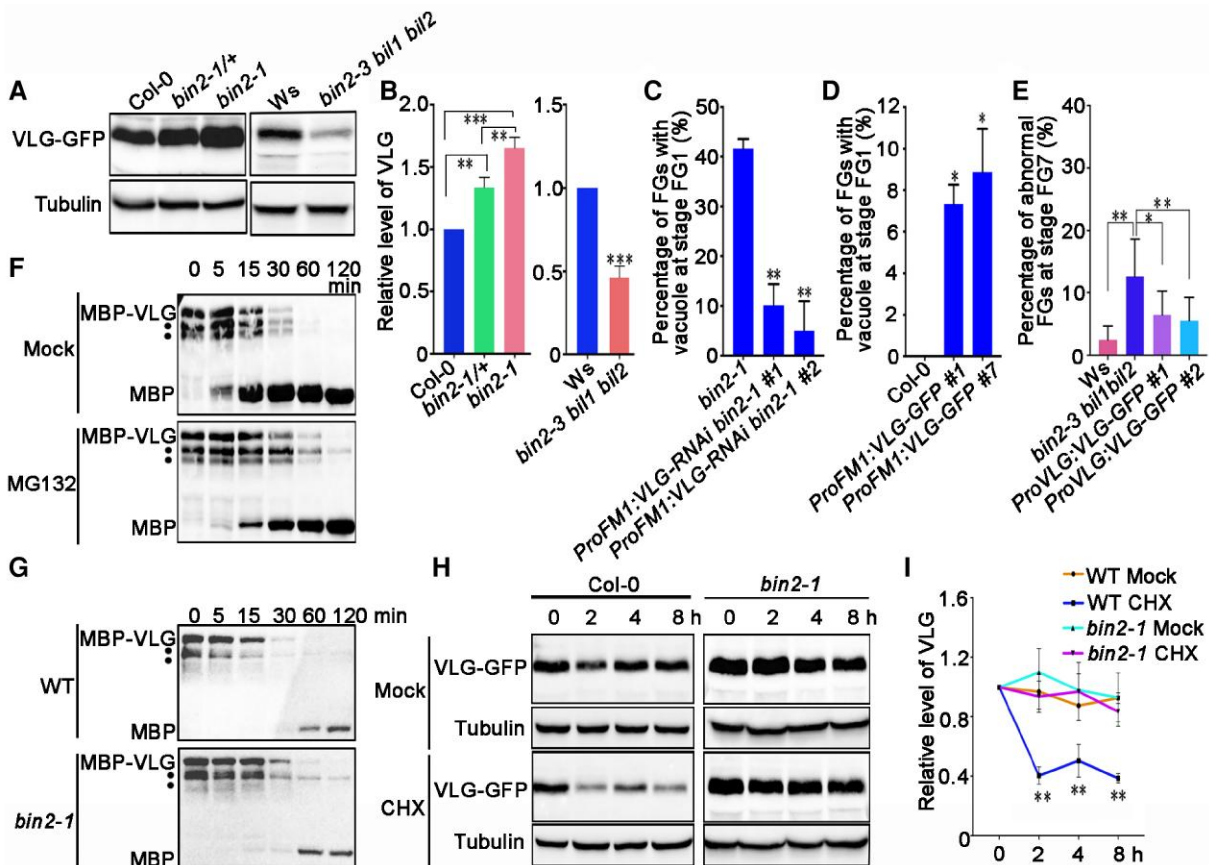 A
Col-0
bin2-1/+
bin2-1
Ws
bin2-3 bil1 bil2
VLG-GFP
Tubulin
B
Relative level of VLG
2.0
1.5
1.0
0.5
0.0
***
**
**
Col-0
bin2-1/+
bin2-1
1.5
1.0
0.5
0.0
***
Ws
bin2-3 bil1 bil2
C
Percentage of FGs with
vacuole at stage FG1 (%)
50
40
30
20
10
0
**
**
bin2-1
ProFM1:VLG-RNAi bin2-1 #1
ProFM1:VLG-RNAi bin2-1 #2
D
Percentage of FGs with
vacuole at stage FG1 (%)
12
10
8
6
4
2
0
*
*
Col-0
ProFM1:VLG-GFP #1
ProFM1:VLG-GFP #7
E
Percentage of abnormal
FGs at stage FG7 (%)
40
30
20
10
0
**
*
**
Ws
bin2-3 bil1bil2
ProVLG:VLG-GFP #1
ProVLG:VLG-GFP #2
F
0 5 15 30 60 120
min
MBP-VLG
Mock
MBP
MBP-VLG
MG132
MBP
G
0 5 15 30 60 120 min
MBP-VLG
WT
MBP
MBP-VLG
bin2-1
MBP
H
Col-0 bin2-1
0 2 4 8 0 2 4 8 h
VLG-GFP
Mock
Tubulin
VLG-GFP
CHX
Tubulin
I
WT Mock
WT CHX
bin2-1 Mock
bin2-1 CHX
Relative level of VLG
1.6
1.2
0.8
0.4
0
** ** **
0 2 4 8 h